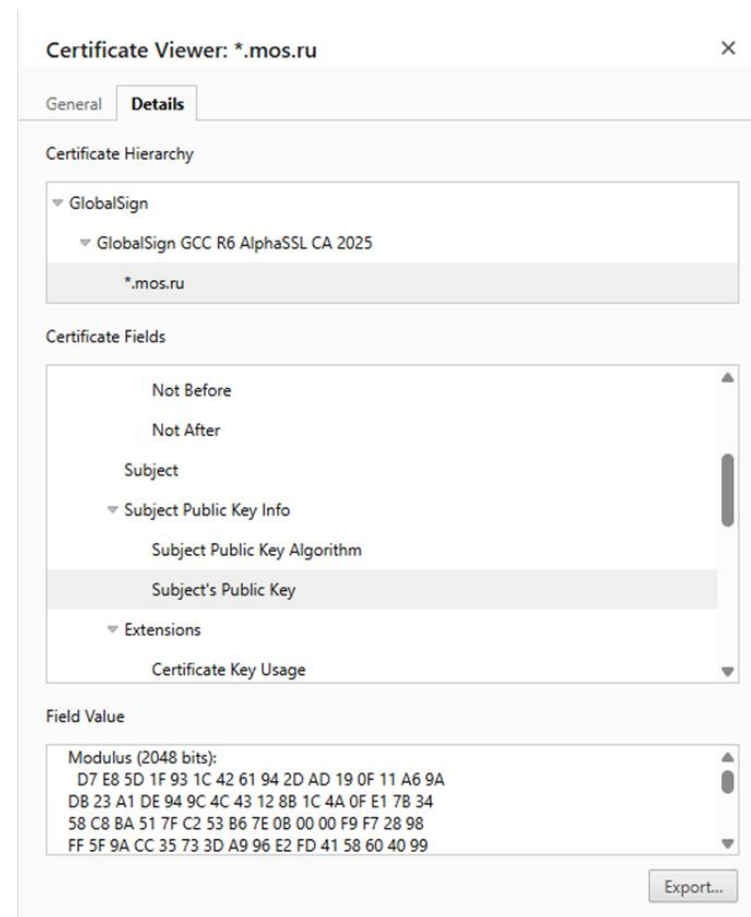 Certificate Viewer: *.mos.ru
General Details
Certificate Hierarchy
GlobalSign
GlobalSign GCC R6 AlphaSSL CA 2025
*.mos.ru
Certificate Fields
Not Before
Not After
Subject
Subject Public Key Info
Subject Public Key Algorithm
Subject's Public Key
Extensions
Certificate Key Usage
Field Value
Modulus (2048 bits):
D7 E8 5D 1F 93 1C 42 61 94 2D AD 19 0F 11 A6 9A
DB 23 A1 DE 94 9C 4C 43 12 8B 1C 4A 0F E1 7B 34
58 C8 BA 51 7F C2 53 B6 7E 0B 00 00 F9 F7 28 98
FF 5F 9A CC 35 73 3D A9 96 E2 FD 41 58 60 40 99
Export...